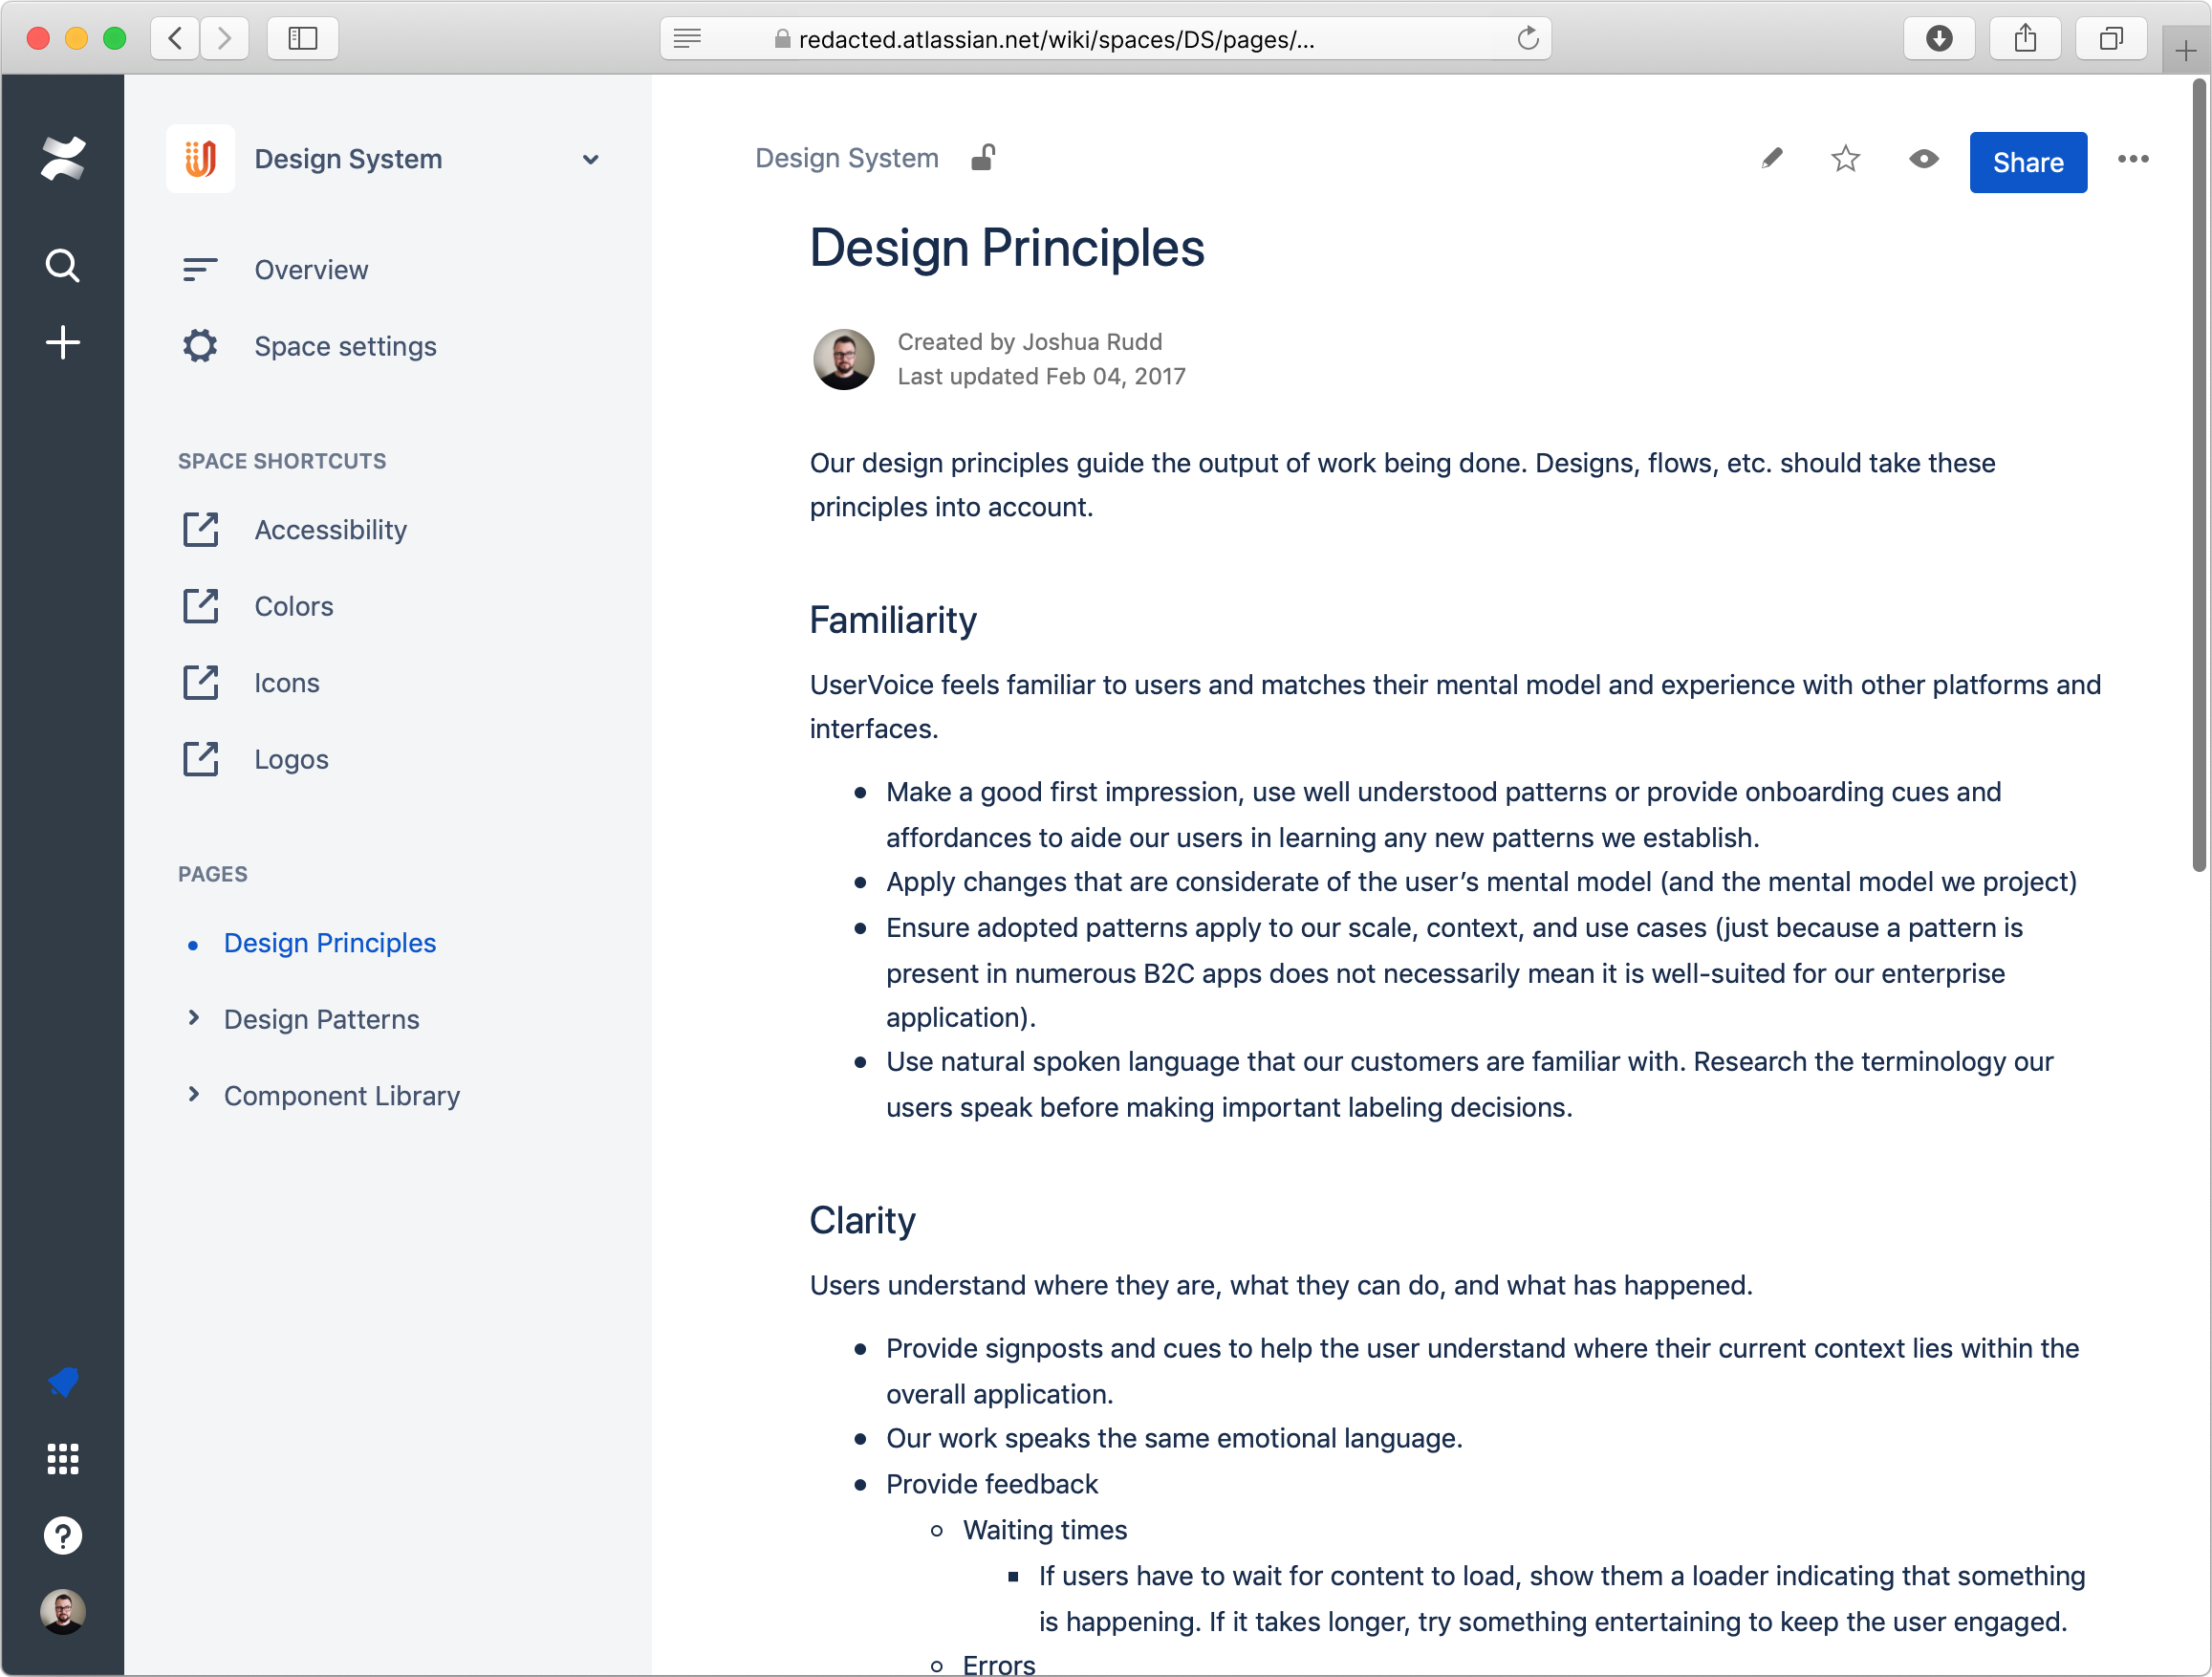 redacted.atlassian.net/wiki/spaces/DS/pages/...
Design System
Overview
Space settings
SPACE SHORTCUTS
Accessibility
Colors
Icons
Logos
PAGES
Design Principles
Design Patterns
Component Library
Design System
Share
Design Principles
Created by Joshua Rudd
Last updated Feb 04, 2017
Our design principles guide the output of work being done. Designs, flows, etc. should take these
principles into account.
Familiarity
UserVoice feels familiar to users and matches their mental model and experience with other platforms and
interfaces.
Make a good first impression, use well understood patterns or provide onboarding cues and
affordances to aide our users in learning any new patterns we establish.
Apply changes that are considerate of the user’s mental model (and the mental model we project)
Ensure adopted patterns apply to our scale, context, and use cases (just because a pattern is
present in numerous B2C apps does not necessarily mean it is well-suited for our enterprise
application).
Use natural spoken language that our customers are familiar with. Research the terminology our
users speak before making important labeling decisions.
Clarity
Users understand where they are, what they can do, and what has happened.
Provide signposts and cues to help the user understand where their current context lies within the
overall application.
Our work speaks the same emotional language.
Provide feedback
Waiting times
If users have to wait for content to load, show them a loader indicating that something
is happening. If it takes longer, try something entertaining to keep the user engaged.
Errors